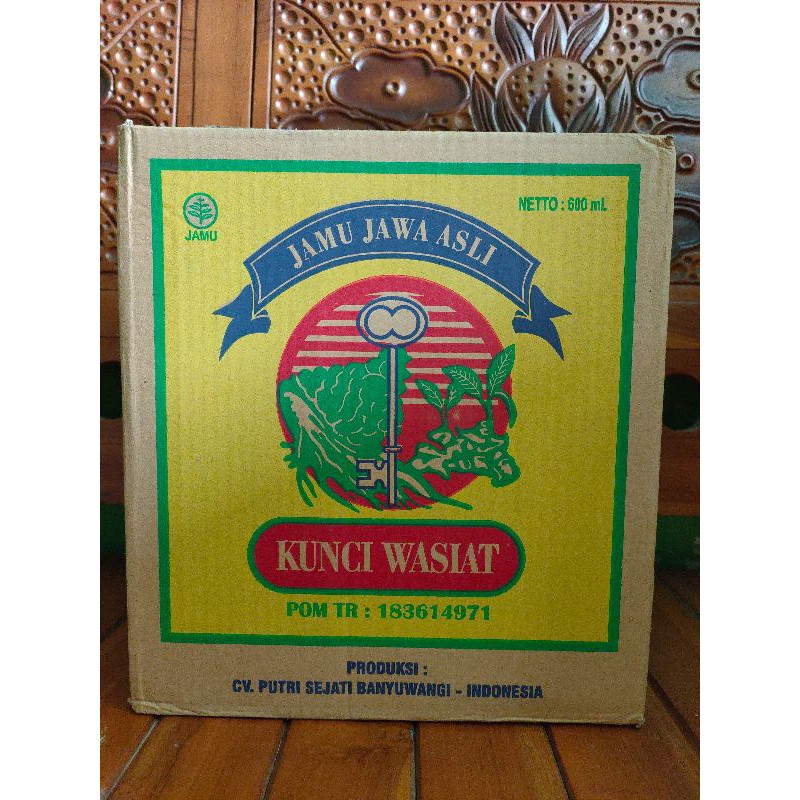 JAMU
NETTO : 600 mL
JAMU JAWA ASLI
KUNCI WASIAT
POM TR : 183614971
PRODUKSI :
CV. PUTRI SEJATI BANYUWANGI - INDONESIA